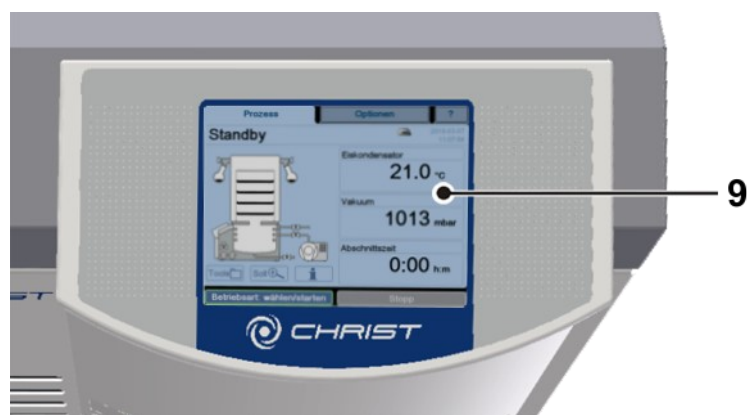 Prozess Optionen ?
Standby
Eiskondensator
21.0 °C
9
Vakuum
1013 mbar
Abschnittszeit
0:00 h:m
Tools Soll i
Betriebsart: wählen/starten Stopp
CHRIST